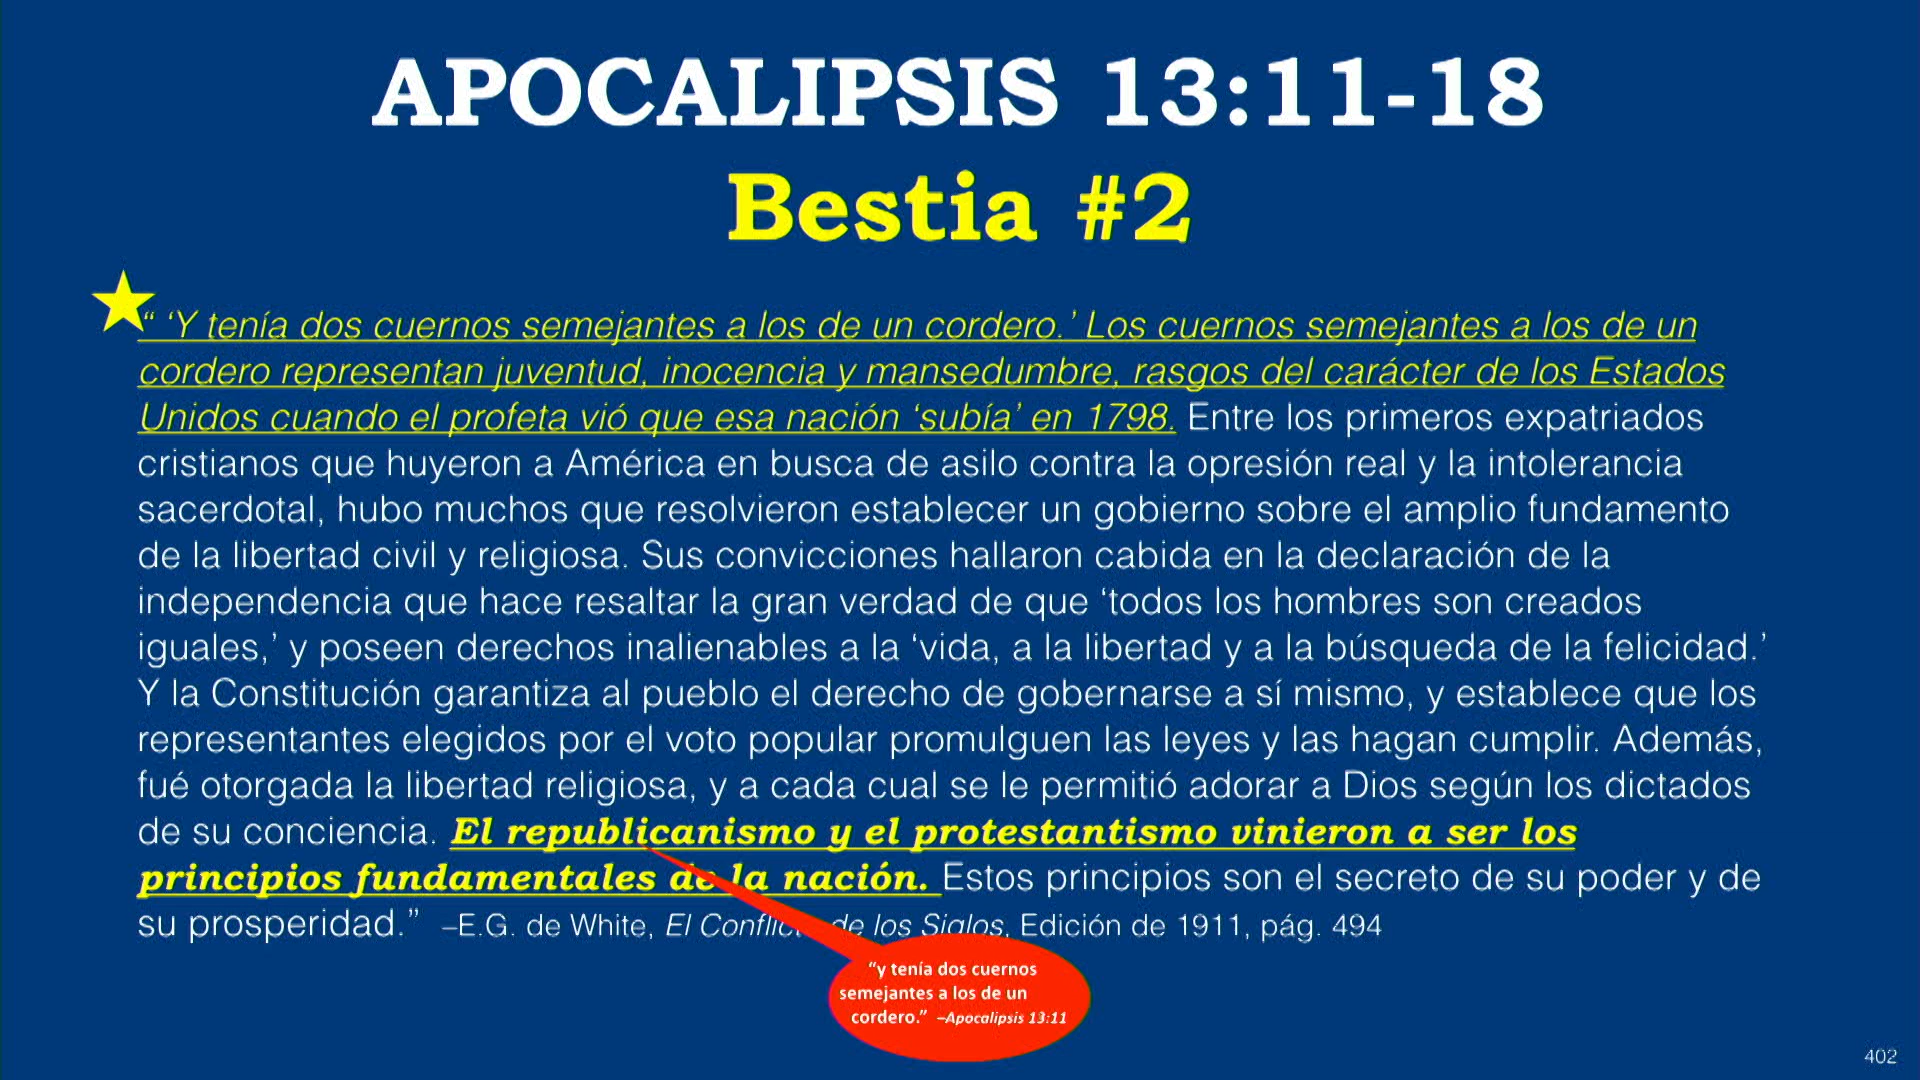 APOCALIPSIS 13:11-18
Bestia #2
“ ‘Y tenía dos cuernos semejantes a los de un cordero.’ Los cuernos semejantes a los de un
cordero representan juventud, inocencia y mansedumbre, rasgos del carácter de los Estados
Unidos cuando el profeta vió que esa nación ‘subía’ en 1798. Entre los primeros expatriados
cristianos que huyeron a América en busca de asilo contra la opresión real y la intolerancia
sacerdotal, hubo muchos que resolvieron establecer un gobierno sobre el amplio fundamento
de la libertad civil y religiosa. Sus convicciones hallaron cabida en la declaración de la
independencia que hace resaltar la gran verdad de que ‘todos los hombres son creados
iguales,’ y poseen derechos inalienables a la ‘vida, a la libertad y a la búsqueda de la felicidad.’
Y la Constitución garantiza al pueblo el derecho de gobernarse a sí mismo, y establece que los
representantes elegidos por el voto popular promulguen las leyes y las hagan cumplir. Además,
fué otorgada la libertad religiosa, y a cada cual se le permitió adorar a Dios según los dictados
de su conciencia. El republicanismo y el protestantismo vinieron a ser los
principios fundamentales de la nación. Estos principios son el secreto de su poder y de
su prosperidad.” –E.G. de White, El Conflicto de los Siglos, Edición de 1911, pág. 494
“y tenía dos cuernos
semejantes a los de un
cordero.” –Apocalipsis 13:11
402